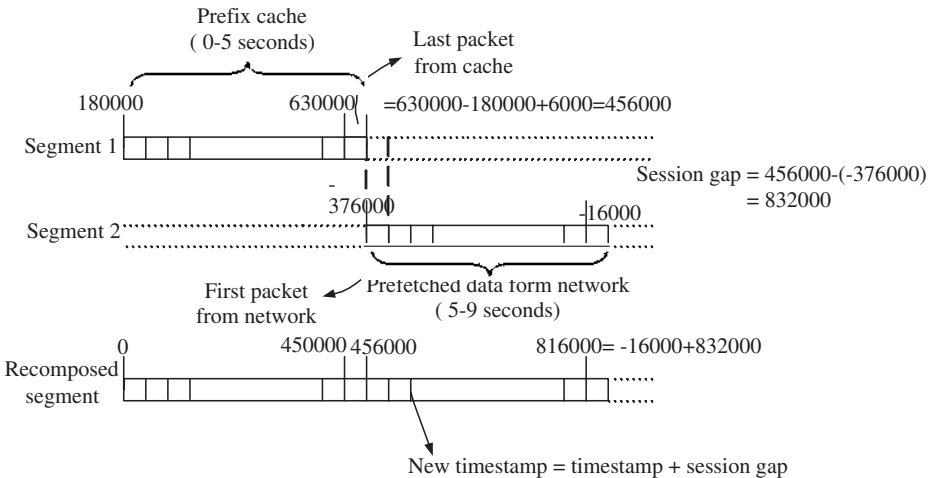 Prefix cache
( 0-5 seconds)
Last packet
from cache
180000
630000
=630000-180000+6000=456000
Segment 1
Session gap = 456000-(-376000)
= 832000
-
376000
-16000
Segment 2
First packet
from network
Prefetched data form network
( 5-9 seconds)
0
450000
456000
816000= -16000+832000
Recomposed
segment
New timestamp = timestamp + session gap